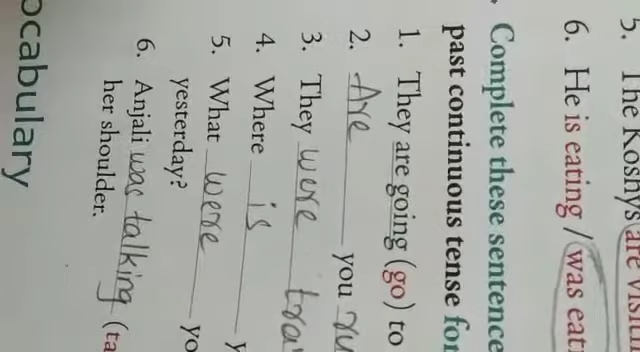 5. The Koshys are
6. He is eating / was eat
Complete these sentence
past continuous tense for
1. They are going (go) to
2. Are you
3. They were
4. Where is
5. What were yo
yesterday?
6. Anjali was talking (ta
her shoulder.
ocabulary